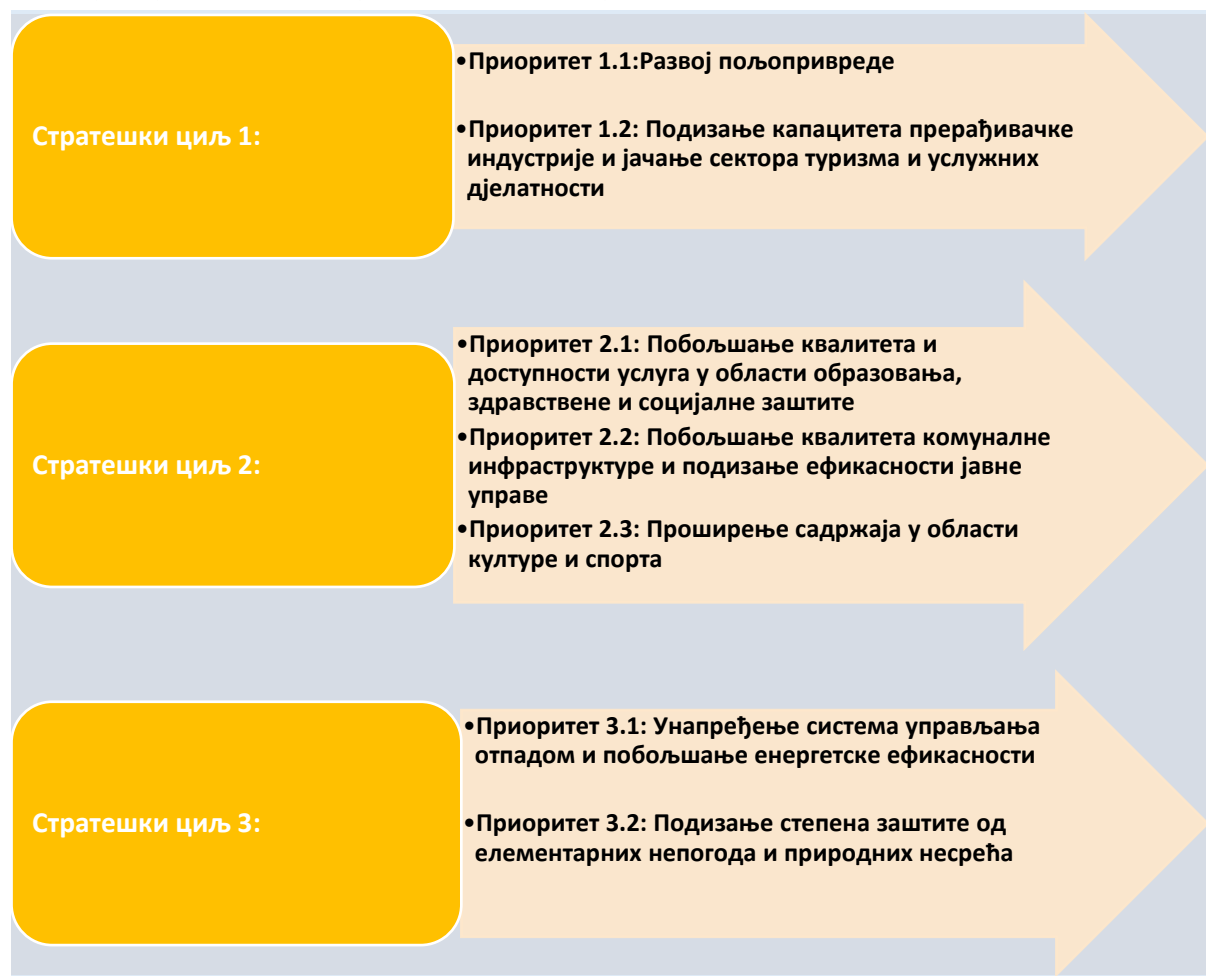 Стратешки циљ 1:
•Приоритет 1.1:Развој пољопривреде
•Приоритет 1.2: Подизање капацитета прерађивачке
индустрије и јачање сектора туризма и услужних
дјелатности
Стратешки циљ 2:
•Приоритет 2.1: Побољшање квалитета и
доступности услуга у области образовања,
здравствене и социјалне заштите
•Приоритет 2.2: Побољшање квалитета комуналне
инфраструктуре и подизање ефикасности јавне
управе
•Приоритет 2.3: Проширење садржаја у области
културе и спорта
Стратешки циљ 3:
•Приоритет 3.1: Унапређење система управљања
отпадом и побољшање енергетске ефикасности
•Приоритет 3.2: Подизање степена заштите од
елементарних непогода и природних несрећа